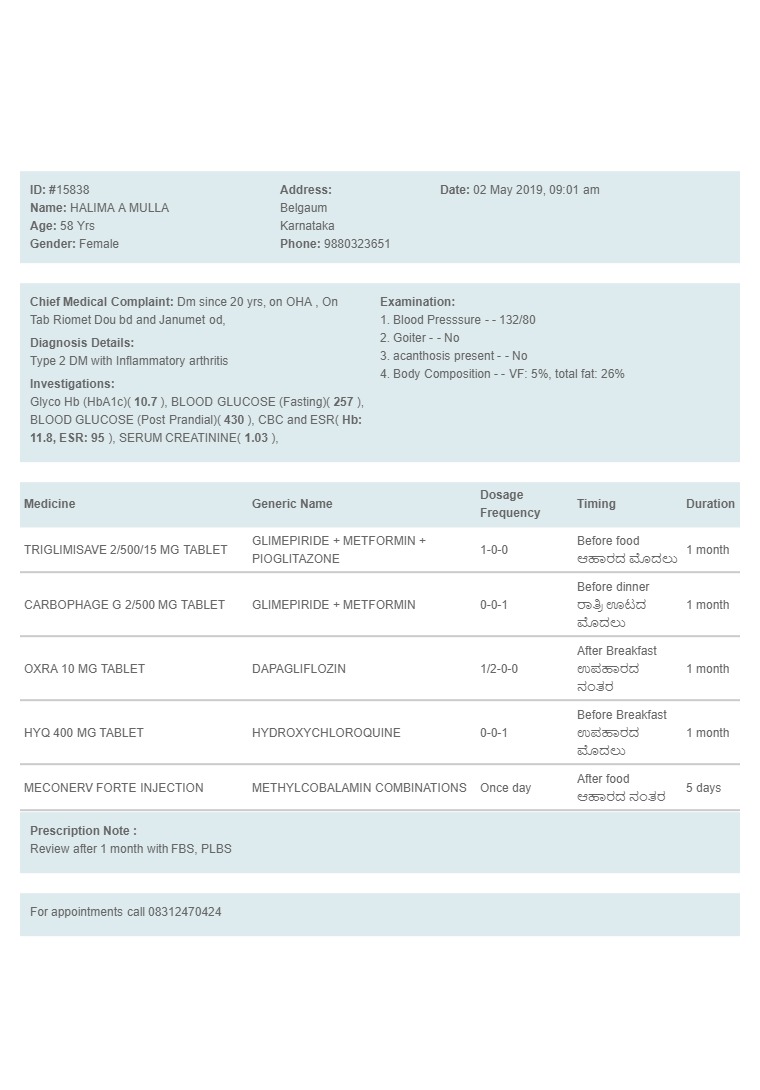 ID: #15838
Name: HALIMA A MULLA
Age: 58 Yrs
Gender: Female
Address:
Belgaum
Karnataka
Phone: 9880323651
Date: 02 May 2019, 09:01 am
Chief Medical Complaint: Dm since 20 yrs, on OHA , On
Tab Riomet Dou bd and Janumet od,
Diagnosis Details:
Type 2 DM with Inflammatory arthritis
Investigations:
Glyco Hb (HbA1c)( 10.7 ), BLOOD GLUCOSE (Fasting)( 257 ),
BLOOD GLUCOSE (Post Prandial)( 430 ), CBC and ESR( Hb:
11.8, ESR: 95 ), SERUM CREATININE( 1.03 ),
Examination:
1. Blood Presssure - - 132/80
2. Goiter - - No
3. acanthosis present - - No
4. Body Composition - - VF: 5%, total fat: 26%
Medicine Generic Name Dosage Frequency Timing Duration
TRIGLIMISAVE 2/500/15 MG TABLET GLIMEPIRIDE + METFORMIN + PIOGLITAZONE 1-0-0 Before food ಆಹಾರದ ಮೊದಲು 1 month
CARBOPHAGE G 2/500 MG TABLET GLIMEPIRIDE + METFORMIN 0-0-1 Before dinner ರಾತ್ರಿ ಊಟದ ಮೊದಲು 1 month
OXRA 10 MG TABLET DAPAGLIFLOZIN 1/2-0-0 After Breakfast ಉಪಹಾರದ ನಂತರ 1 month
HYQ 400 MG TABLET HYDROXYCHLOROQUINE 0-0-1 Before Breakfast ಉಪಹಾರದ ಮೊದಲು 1 month
MECONERV FORTE INJECTION METHYLCOBALAMIN COMBINATIONS Once day After food ಆಹಾರದ ನಂತರ 5 days
Prescription Note :
Review after 1 month with FBS, PLBS
For appointments call 08312470424